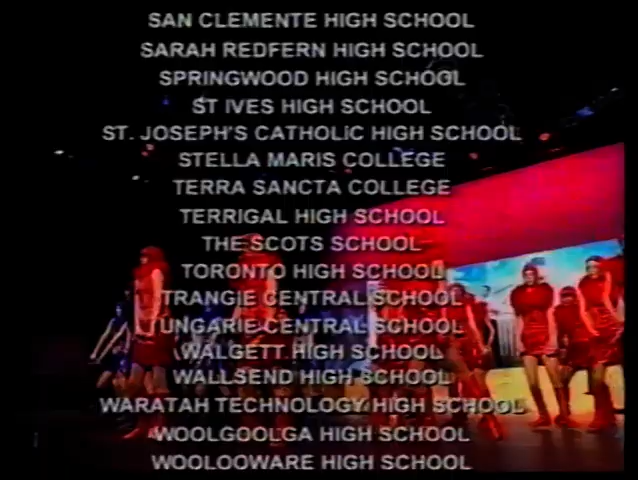 SAN CLEMENTE HIGH SCHOOL
SARAH REDFERN HIGH SCHOOL
SPRINGWOOD HIGH SCHOOL
ST IVES HIGH SCHOOL
ST. JOSEPH'S CATHOLIC HIGH SCHOOL
STELLA MARIS COLLEGE
TERRA SANCTA COLLEGE
TERRIGAL HIGH SCHOOL
THE SCOTS SCHOOL
TORONTO HIGH SCHOOL
TRANGIE CENTRAL SCHOOL
TUNGARIE CENTRAL SCHOOL
WALGETT HIGH SCHOOL
WALLSEND HIGH SCHOOL
WARATAH TECHNOLOGY HIGH SCHOOL
WOOLGOOLGA HIGH SCHOOL
WOOLOOWARE HIGH SCHOOL